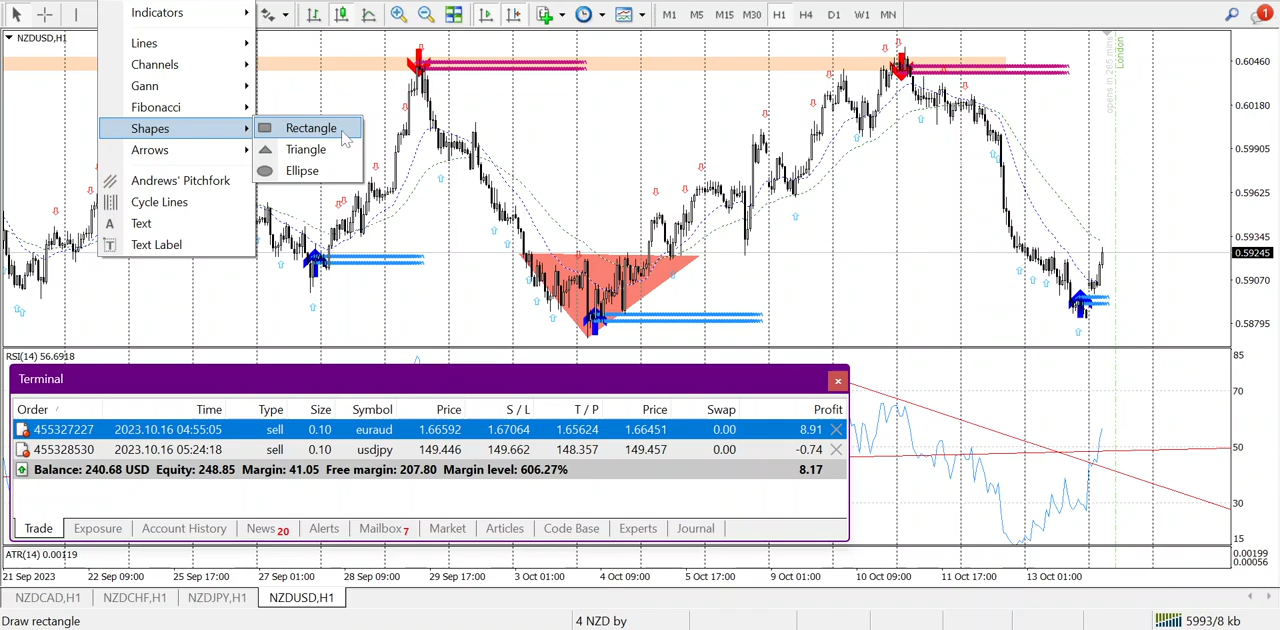 Indicators
Lines
Channels
Gann
Fibonacci
Shapes
Arrows
Andrews' Pitchfork
Cycle Lines
Text
Text Label
Rectangle
Triangle
Ellipse
M1 M5 M15 M30 H1 H4 D1 W1 MN
1
NZDUSD,H1
opens in 265 mins
London
0.60460
0.60180
0.59905
0.59625
0.59345
0.59245
0.59070
0.58795
RSI(14) 56.6918
85
70
50
30
15
Terminal
Order / Time Type Size Symbol Price S / L T / P Price Swap Profit
455327227 2023.10.16 04:55:05 sell 0.10 euraud 1.66592 1.67064 1.65624 1.66451 0.00 8.91
455328530 2023.10.16 05:24:18 sell 0.10 usdjpy 149.446 149.662 148.357 149.457 0.00 -0.74
Balance: 240.68 USD Equity: 248.85 Margin: 41.05 Free margin: 207.80 Margin level: 606.27% 8.17
Trade Exposure Account History News 20 Alerts Mailbox 7 Market Articles Code Base Experts Journal
ATR(14) 0.00119
0.00199
0.00056
21 Sep 2023 22 Sep 09:00 25 Sep 17:00 27 Sep 01:00 28 Sep 09:00 29 Sep 17:00 3 Oct 01:00 4 Oct 09:00 5 Oct 17:00 9 Oct 01:00 10 Oct 09:00 11 Oct 17:00 13 Oct 01:00
NZDCAD,H1 NZDCHF,H1 NZDJPY,H1 NZDUSD,H1
Draw rectangle
4 NZD by
5993/8 kb